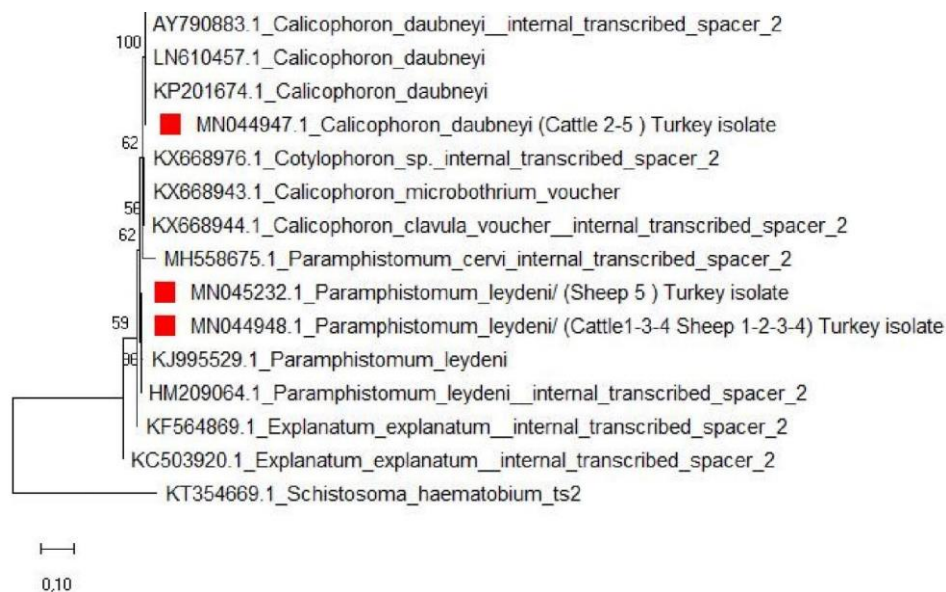 AY790883.1_Calicophoron_daubneyi__internal_transcribed_spacer_2
100
LN610457.1_Calicophoron_daubneyi
KP201674.1_Calicophoron_daubneyi
MN044947.1_Calicophoron_daubneyi (Cattle 2-5 ) Turkey isolate
62
KX668976.1_Cotylophoron_sp._internal_transcribed_spacer_2
KX668943.1_Calicophoron_microbothrium_voucher
56
KX668944.1_Calicophoron_clavula_voucher__internal_transcribed_spacer_2
62
MH558675.1_Paramphistomum_cervi_internal_transcribed_spacer_2
MN045232.1_Paramphistomum_leydeni/ (Sheep 5 ) Turkey isolate
59
MN044948.1_Paramphistomum_leydeni/ (Cattle1-3-4 Sheep 1-2-3-4) Turkey isolate
KJ995529.1_Paramphistomum_leydeni
HM209064.1_Paramphistomum_leydeni__internal_transcribed_spacer_2
KF564869.1_Explanatum_explanatum__internal_transcribed_spacer_2
KC503920.1_Explanatum_explanatum__internal_transcribed_spacer_2
KT354669.1_Schistosoma_haematobium_ts2
0,10